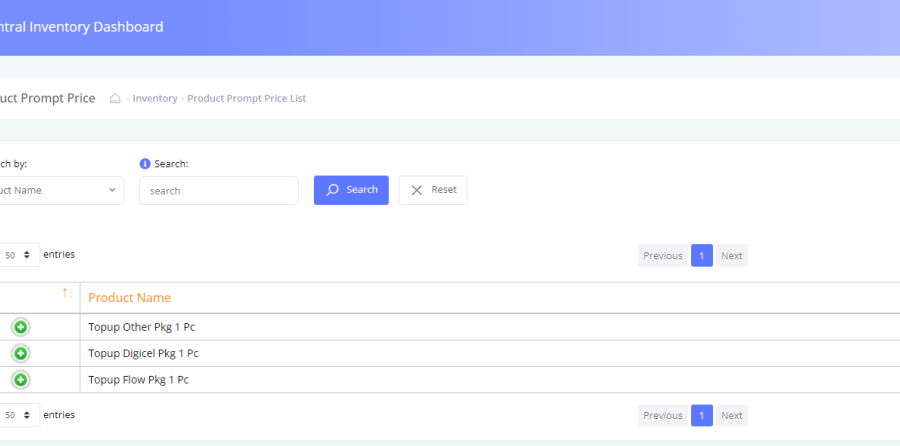 ntral Inventory Dashboard
uct Prompt Price - Inventory - Product Prompt Price List
ch by: Search:
uct Name search Search Reset
50 entries Previous 1 Next
Product Name
Topup Other Pkg 1 Pc
Topup Digicel Pkg 1 Pc
Topup Flow Pkg 1 Pc
50 entries Previous 1 Next